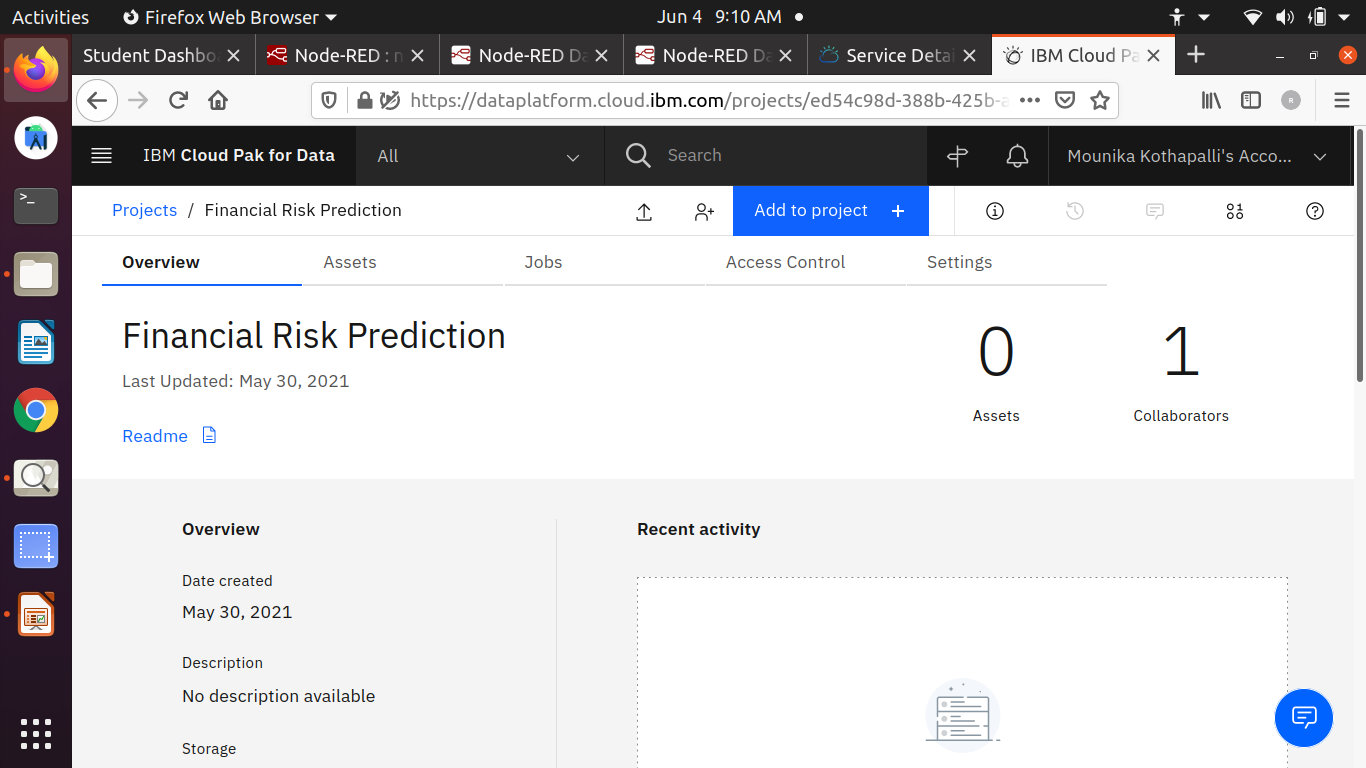 Activities Firefox Web Browser Jun 4 9:10 AM
Student Dashbo Node-RED : n Node-RED Da Node-RED Da Service Detai IBM Cloud Pa
https://dataplatform.cloud.ibm.com/projects/ed54c98d-388b-425b-a R
IBM Cloud Pak for Data All Search Mounika Kothapalli's Acco...
Projects / Financial Risk Prediction Add to project +
Overview Assets Jobs Access Control Settings
Financial Risk Prediction
Last Updated: May 30, 2021
Readme
0 1
Assets Collaborators
Overview
Date created
May 30, 2021
Description
No description available
Storage
Recent activity